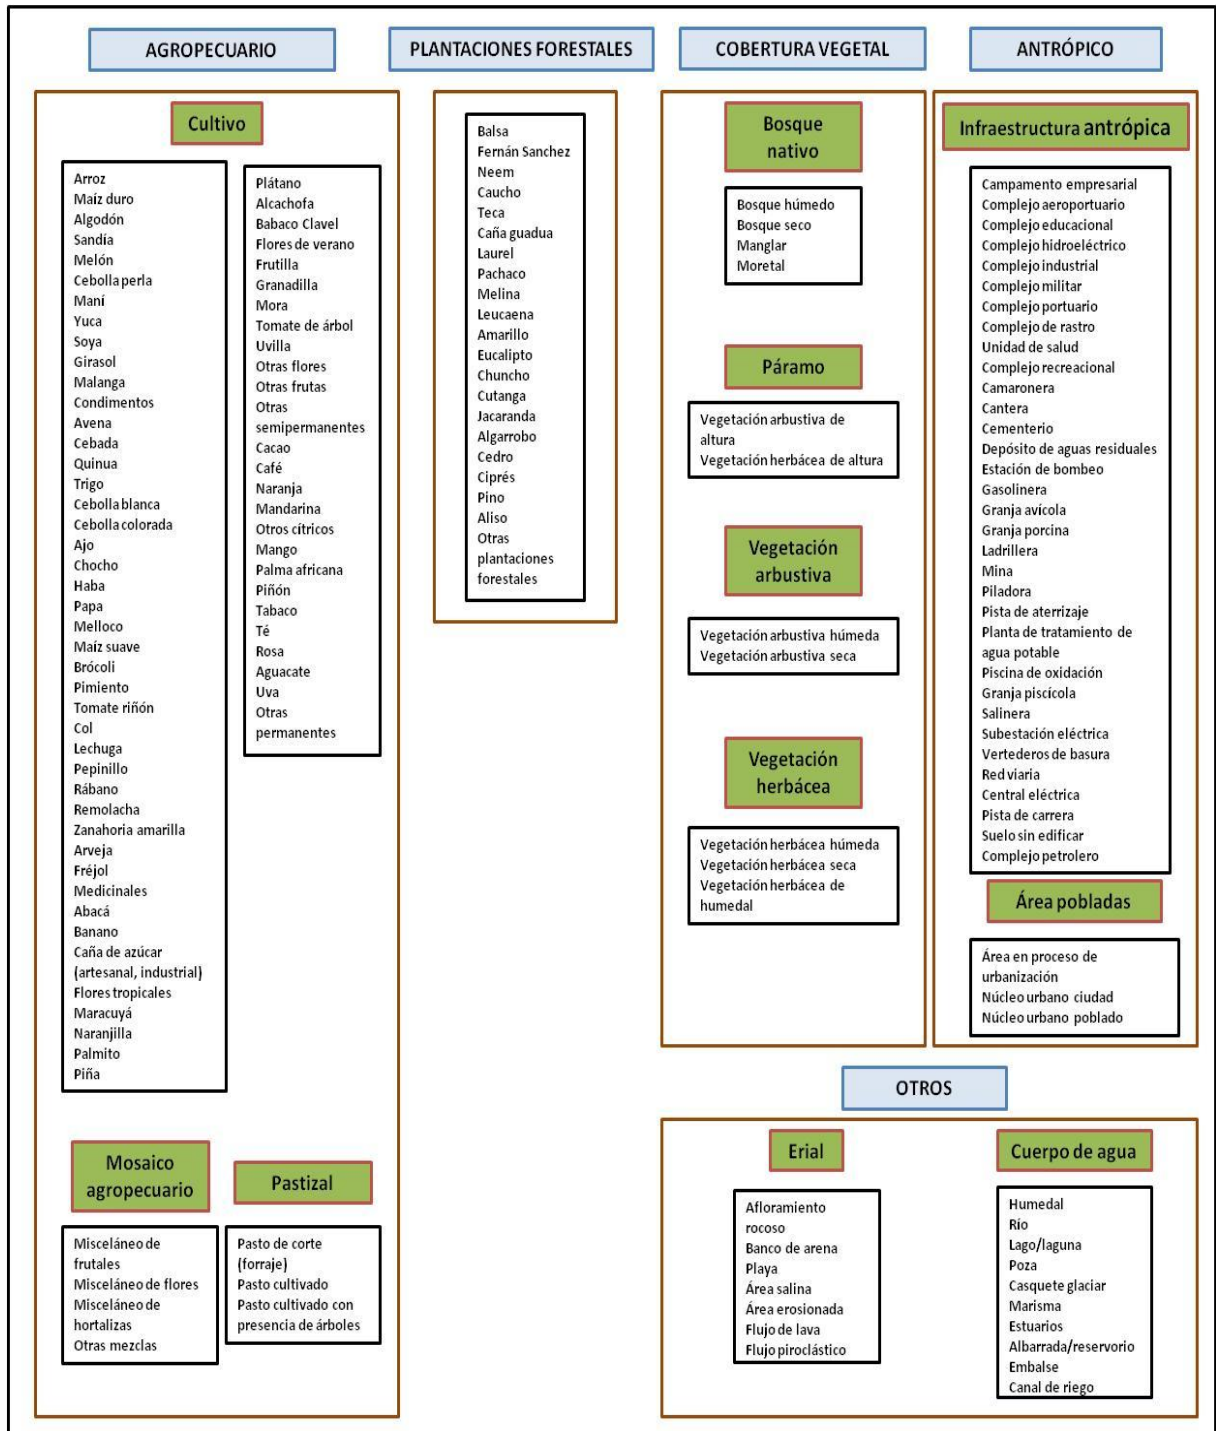 AGROPECUARIO
Cultivo
Arroz
Maíz duro
Algodón
Sandía
Melón
Cebolla perla
Maní
Yuca
Soya
Girasol
Malanga
Condimentos
Avena
Cebada
Quinua
Trigo
Cebolla blanca
Cebolla colorada
Ajo
Chocho
Haba
Papa
Melloco
Maíz suave
Brócoli
Pimiento
Tomate riñón
Col
Lechuga
Pepinillo
Rábano
Remolacha
Zanahoria amarilla
Arveja
Fréjol
Medicinales
Abacá
Banano
Caña de azúcar
(artesanal, industrial)
Flores tropicales
Maracuyá
Naranjilla
Palmito
Piña
Plátano
Alcachofa
Babaco Clavel
Flores de verano
Frutilla
Granadilla
Mora
Tomate de árbol
Uvilla
Otras flores
Otras frutas
Otras
semipermanentes
Cacao
Café
Naranja
Mandarina
Otros cítricos
Mango
Palma africana
Piñón
Tabaco
Té
Rosa
Aguacate
Uva
Otras
permanentes
Mosaico
agropecuario
Misceláneo de
frutales
Misceláneo de flores
Misceláneo de
hortalizas
Otras mezclas
Pastizal
Pasto de corte
(forraje)
Pasto cultivado
Pasto cultivado con
presencia de árboles
PLANTACIONES FORESTALES
Balsa
Fernán Sanchez
Neem
Caucho
Teca
Caña guadua
Laurel
Pachaco
Melina
Leucaena
Amarillo
Eucalipto
Chuncho
Cutanga
Jacaranda
Algarrobo
Cedro
Ciprés
Pino
Aliso
Otras
plantaciones
forestales
COBERTURA VEGETAL
Bosque
nativo
Bosque húmedo
Bosque seco
Manglar
Moretal
Páramo
Vegetación arbustiva de
altura
Vegetación herbácea de altura
Vegetación
arbustiva
Vegetación arbustiva húmeda
Vegetación arbustiva seca
Vegetación
herbácea
Vegetación herbácea húmeda
Vegetación herbácea seca
Vegetación herbácea de
humedal
ANTRÓPICO
Infraestructura antrópica
Campamento empresarial
Complejo aeroportuario
Complejo educacional
Complejo hidroeléctrico
Complejo industrial
Complejo militar
Complejo portuario
Complejo de rastro
Unidad de salud
Complejo recreacional
Camaronera
Cantera
Cementerio
Depósito de aguas residuales
Estación de bombeo
Gasolinera
Granja avícola
Granja porcina
Ladrillera
Mina
Piladora
Pista de aterrizaje
Planta de tratamiento de
agua potable
Piscina de oxidación
Granja piscícola
Salinera
Subestación eléctrica
Vertederos de basura
Red viaria
Central eléctrica
Pista de carrera
Suelo sin edificar
Complejo petrolero
Área pobladas
Área en proceso de
urbanización
Núcleo urbano ciudad
Núcleo urbano poblado
OTROS
Erial
Afloramiento
rocoso
Banco de arena
Playa
Área salina
Área erosionada
Flujo de lava
Flujo piroclástico
Cuerpo de agua
Humedal
Río
Lago/laguna
Poza
Casquete glaciar
Marisma
Estuarios
Albarrada/reservorio
Embalse
Canal de riego